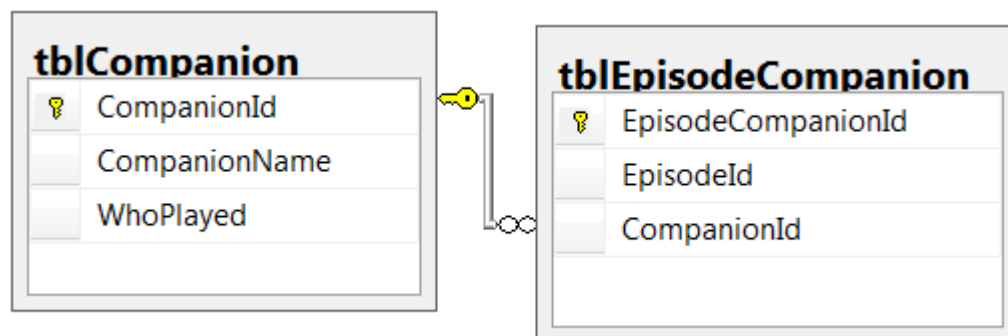 tblCompanion
CompanionId
CompanionName
WhoPlayed
tblEpisodeCompanion
EpisodeCompanionId
EpisodeId
CompanionId